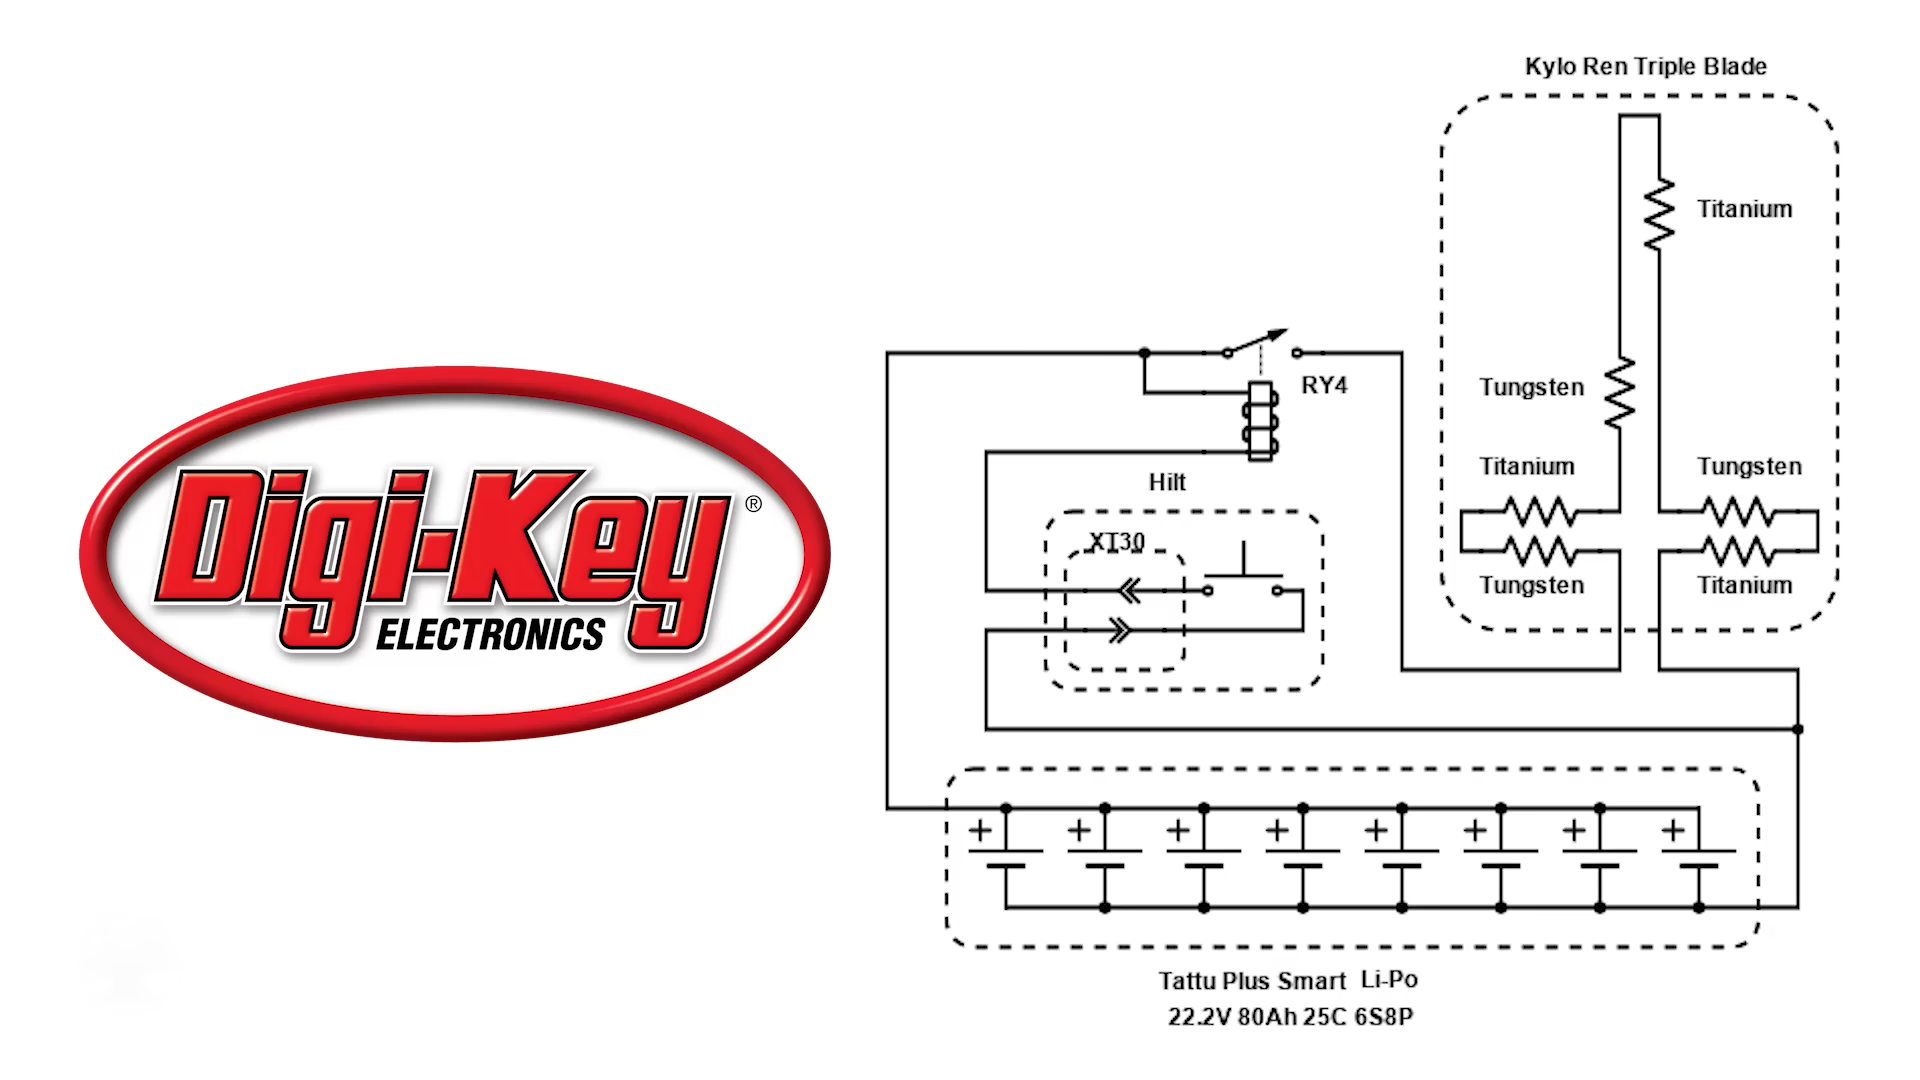 Digi-Key®
ELECTRONICS
Kylo Ren Triple Blade
Titanium
RY4
Tungsten
Titanium
Tungsten
Hilt
XT30
Tungsten
Titanium
+ + + + + + + +
Tattu Plus Smart Li-Po
22.2V 80Ah 25C 6S8P